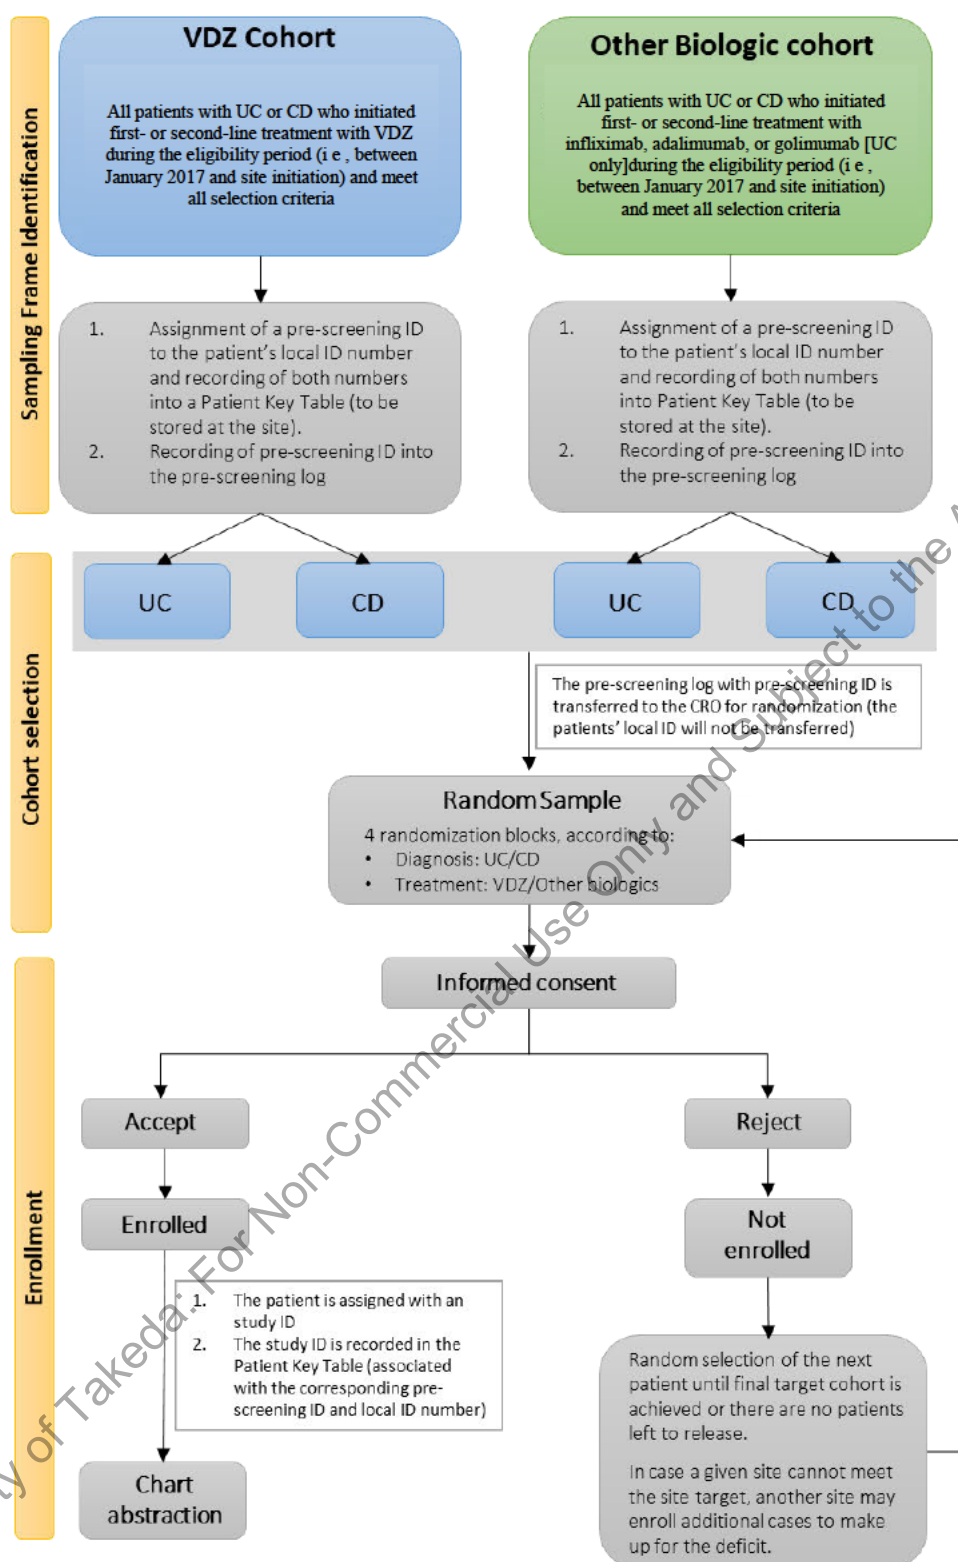 Sampling Frame Identification
VDZ Cohort
All patients with UC or CD who initiated
first- or second-line treatment with VDZ
during the eligibility period (i e , between
January 2017 and site initiation) and meet
all selection criteria
Other Biologic cohort
All patients with UC or CD who initiated
first- or second-line treatment with
infliximab, adalimumab, or golimumab [UC
only]during the eligibility period (i e ,
between January 2017 and site initiation)
and meet all selection criteria
1. Assignment of a pre-screening ID
to the patient's local ID number
and recording of both numbers
into a Patient Key Table (to be
stored at the site).
2. Recording of pre-screening ID into
the pre-screening log
1. Assignment of a pre-screening ID
to the patient's local ID number
and recording of both numbers
into Patient Key Table (to be
stored at the site).
2. Recording of pre-screening ID into
the pre-screening log
Cohort selection
UC
CD
UC
CD
The pre-screening log with pre-screening ID is
transferred to the CRO for randomization (the
patients' local ID will not be transferred)
Random Sample
4 randomization blocks, according to:
• Diagnosis: UC/CD
• Treatment: VDZ/Other biologics
Enrollment
Informed consent
Accept
Reject
Enrolled
Not
enrolled
1. The patient is assigned with an
study ID
2. The study ID is recorded in the
Patient Key Table (associated
with the corresponding pre-
screening ID and local ID number)
Chart
abstraction
Random selection of the next
patient until final target cohort is
achieved or there are no patients
left to release.
In case a given site cannot meet
the site target, another site may
enroll additional cases to make
up for the deficit.
of Takeda: For Non-Commercial Use Only and Subject to the